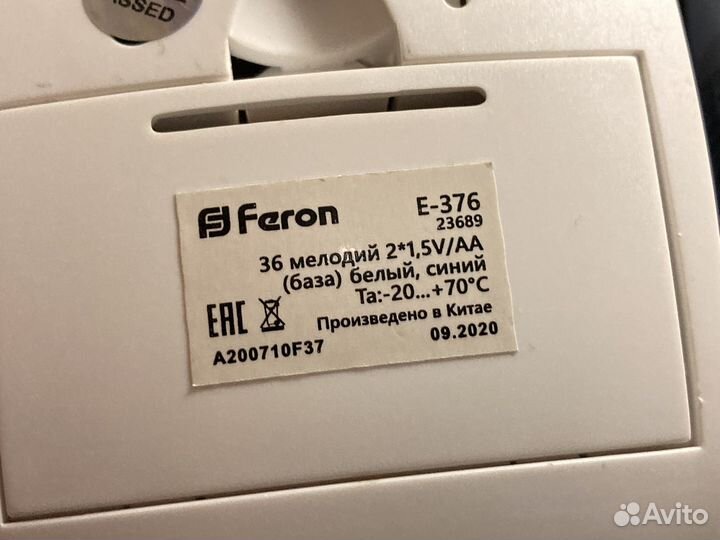 PASSED
Feron
E-376
23689
36 мелодий 2*1,5V/AA
(база) белый, синий
Ta:-20...+70°C
EAC
Произведено в Китае
A200710F37
09.2020
Avito